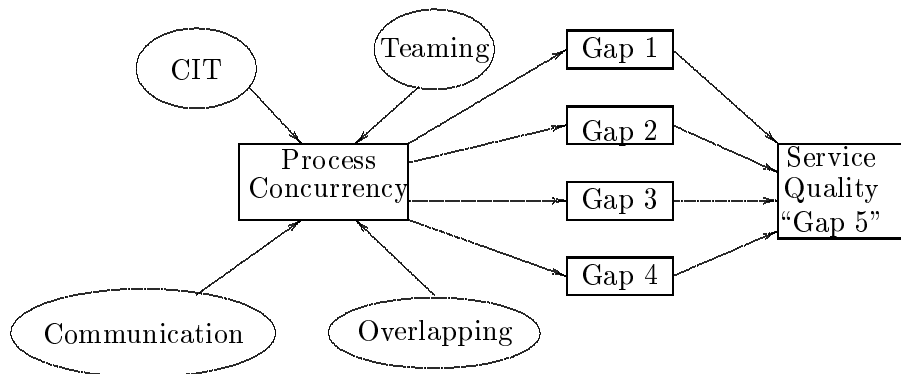 CIT
Teaming
Gap 1
Gap 2
Process
Concurrency
Service
Quality
“Gap 5”
Gap 3
Gap 4
Communication
Overlapping